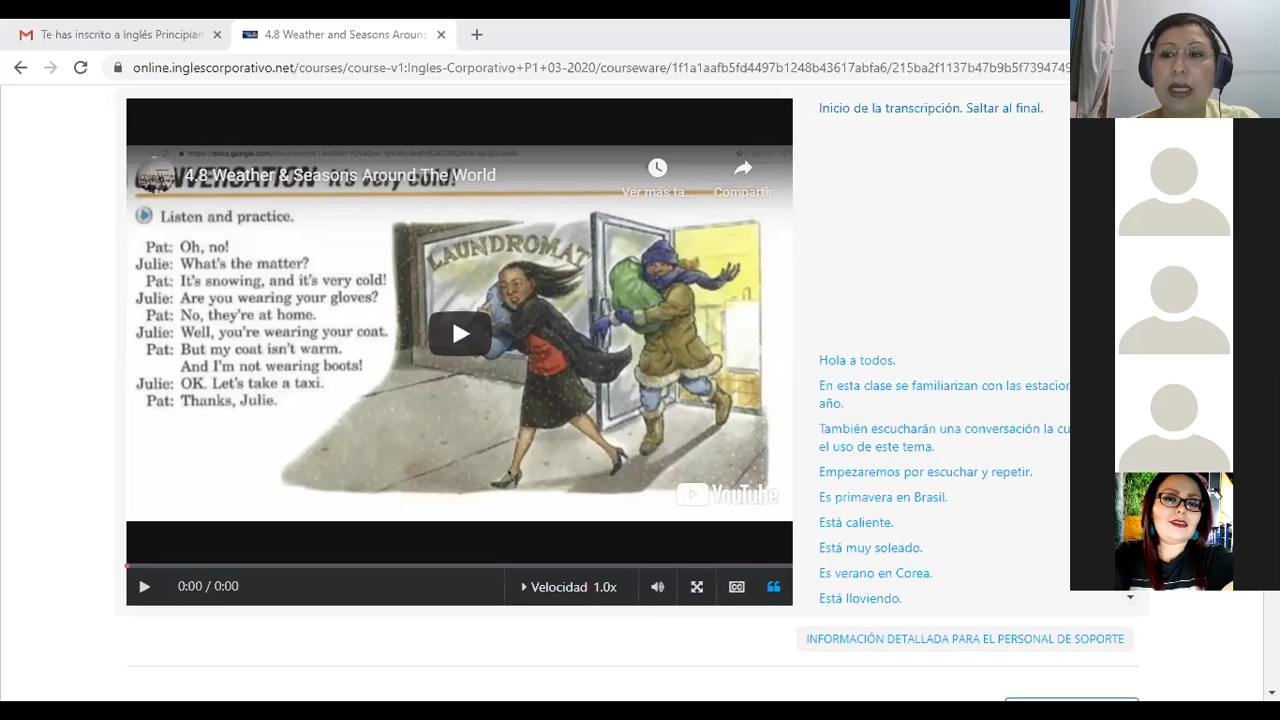 Te has inscrito a Inglés Principian
4.8 Weather and Seasons Aroun
online.inglescorporativo.net/courses/course-v1:Ingles-Corporativo+P1+03-2020/courseware/1f1a1aafb5fd4497b1248b43617abfa6/215ba2f1137b47b9b5f7394749
4.8 Weather & Seasons Around The World
Ver más ta...
Compartir
Listen and practice.
Pat: Oh, no!
Julie: What's the matter?
Pat: It's snowing, and it's very cold!
Julie: Are you wearing your gloves?
Pat: No, they're at home.
Julie: Well, you're wearing your coat.
Pat: But my coat isn't warm.
And I'm not wearing boots!
Julie: OK. Let's take a taxi.
Pat: Thanks, Julie.
LAUNDROMAT
YouTube
0:00 / 0:00
Velocidad 1.0x
Inicio de la transcripción. Saltar al final.
Hola a todos.
En esta clase se familiarizan con las estacion
año.
También escucharán una conversación la cu
el uso de este tema.
Empezaremos por escuchar y repetir.
Es primavera en Brasil.
Está caliente.
Está muy soleado.
Es verano en Corea.
Está lloviendo.
INFORMACIÓN DETALLADA PARA EL PERSONAL DE SOPORTE